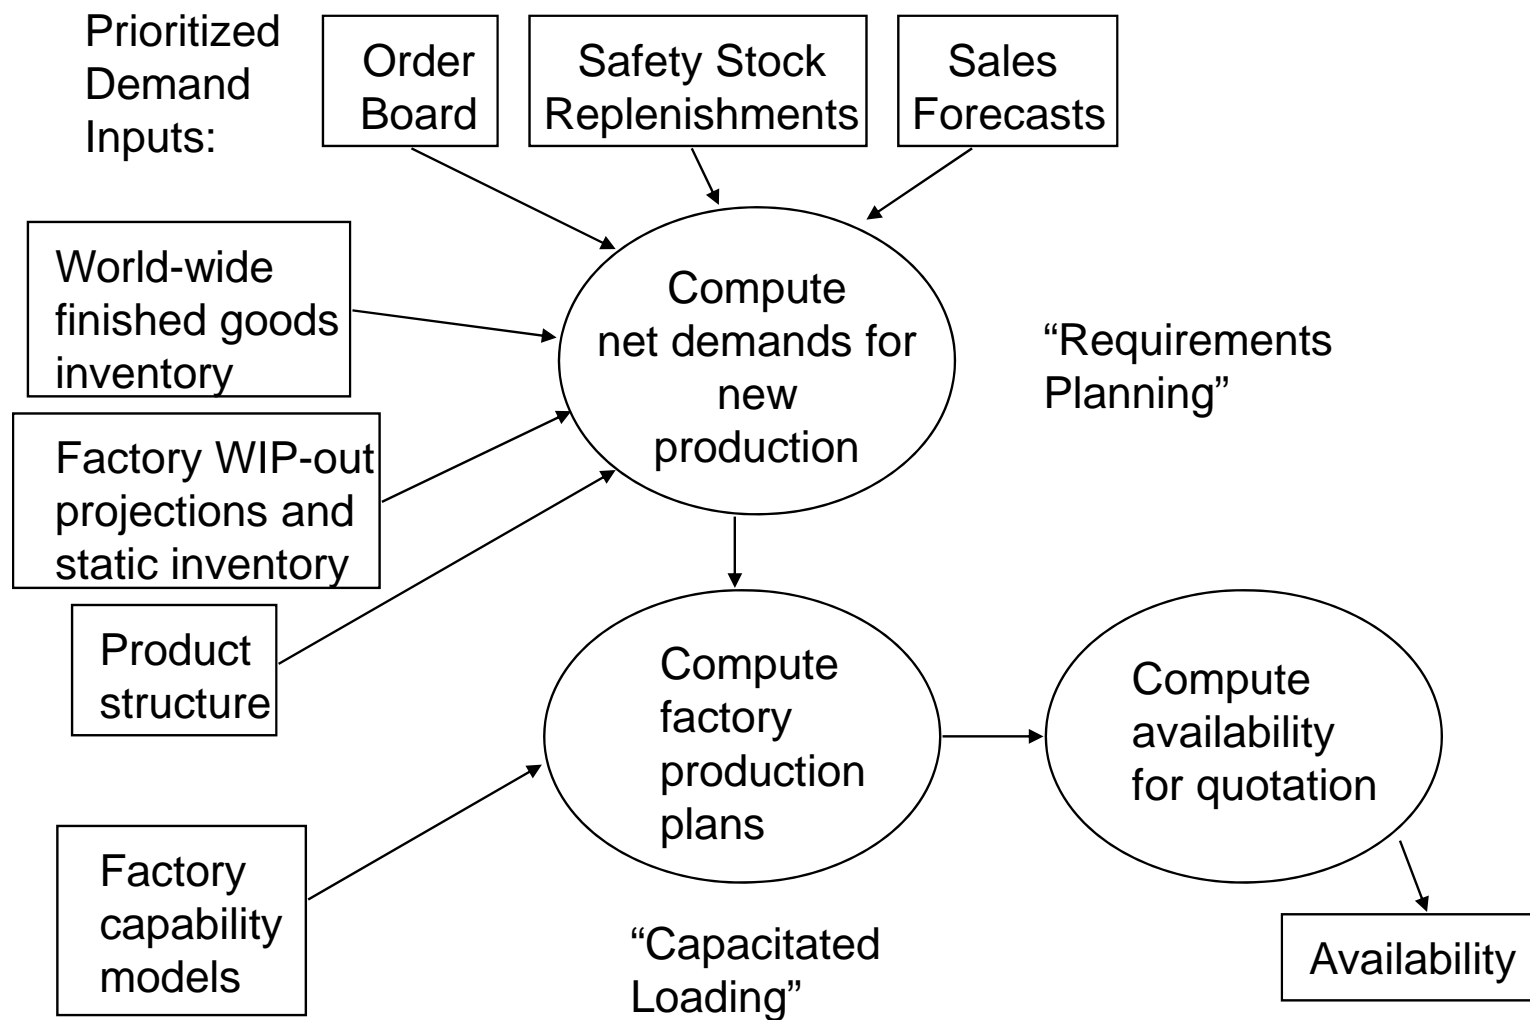 Prioritized
Demand
Inputs:
Order
Board
Safety Stock
Replenishments
Sales
Forecasts
World-wide
finished goods
inventory
Compute
net demands for
new
production
“Requirements
Planning”
Factory WIP-out
projections and
static inventory
Product
structure
Compute
factory
production
plans
Compute
availability
for quotation
Factory
capability
models
“Capacitated
Loading”
Availability